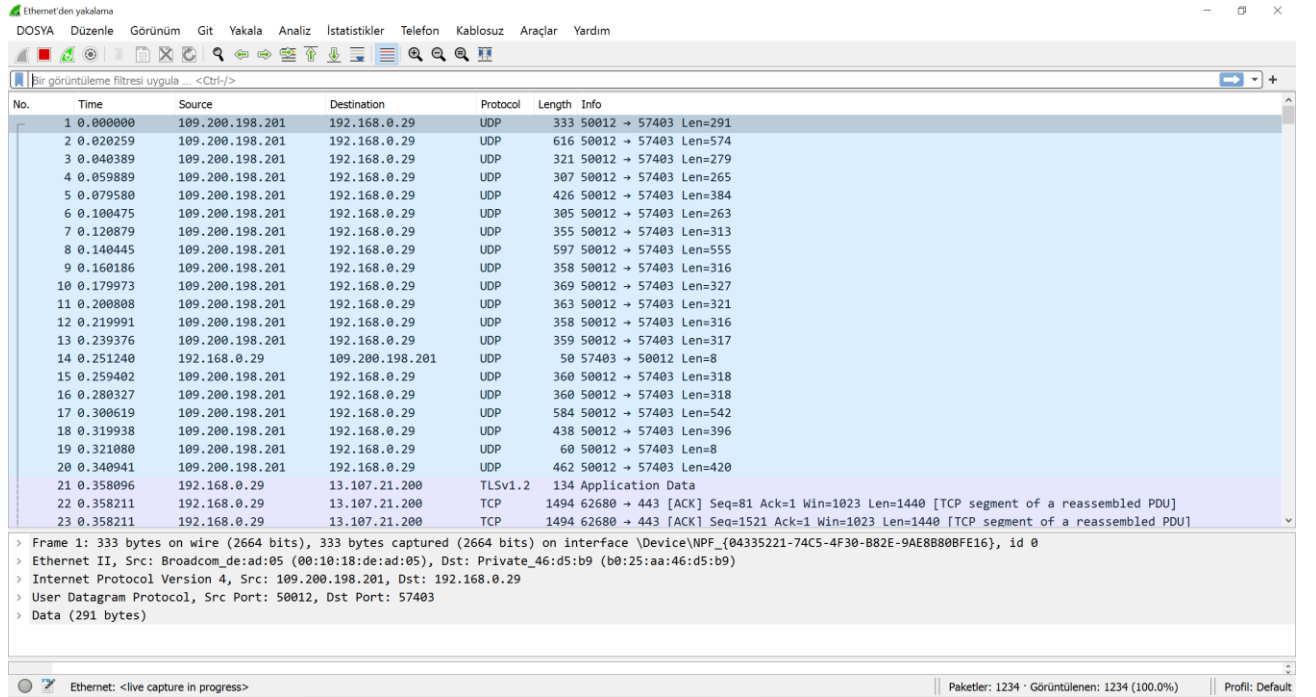 Ethernet'den yakalama
DOSYA Düzenle Görünüm Git Yakala Analiz İstatistikler Telefon Kablosuz Araçlar Yardım
Bir görüntüleme filtresi uygula ... <Ctrl-/>
No. Time Source Destination Protocol Length Info
1 0.000000 109.200.198.201 192.168.0.29 UDP 333 50012 → 57403 Len=291
2 0.020259 109.200.198.201 192.168.0.29 UDP 616 50012 → 57403 Len=574
3 0.040389 109.200.198.201 192.168.0.29 UDP 321 50012 → 57403 Len=279
4 0.059889 109.200.198.201 192.168.0.29 UDP 307 50012 → 57403 Len=265
5 0.079580 109.200.198.201 192.168.0.29 UDP 426 50012 → 57403 Len=384
6 0.100475 109.200.198.201 192.168.0.29 UDP 305 50012 → 57403 Len=263
7 0.120879 109.200.198.201 192.168.0.29 UDP 355 50012 → 57403 Len=313
8 0.140445 109.200.198.201 192.168.0.29 UDP 597 50012 → 57403 Len=555
9 0.160186 109.200.198.201 192.168.0.29 UDP 358 50012 → 57403 Len=316
10 0.179973 109.200.198.201 192.168.0.29 UDP 369 50012 → 57403 Len=327
11 0.200808 109.200.198.201 192.168.0.29 UDP 363 50012 → 57403 Len=321
12 0.219991 109.200.198.201 192.168.0.29 UDP 358 50012 → 57403 Len=316
13 0.239376 109.200.198.201 192.168.0.29 UDP 359 50012 → 57403 Len=317
14 0.251240 192.168.0.29 109.200.198.201 UDP 50 57403 → 50012 Len=8
15 0.259402 109.200.198.201 192.168.0.29 UDP 360 50012 → 57403 Len=318
16 0.280327 109.200.198.201 192.168.0.29 UDP 360 50012 → 57403 Len=318
17 0.300619 109.200.198.201 192.168.0.29 UDP 584 50012 → 57403 Len=542
18 0.319938 109.200.198.201 192.168.0.29 UDP 438 50012 → 57403 Len=396
19 0.321080 109.200.198.201 192.168.0.29 UDP 60 50012 → 57403 Len=8
20 0.340941 109.200.198.201 192.168.0.29 UDP 462 50012 → 57403 Len=420
21 0.358096 192.168.0.29 13.107.21.200 TLSv1.2 134 Application Data
22 0.358211 192.168.0.29 13.107.21.200 TCP 1494 62680 → 443 [ACK] Seq=81 Ack=1 Win=1023 Len=1440 [TCP segment of a reassembled PDU]
23 0.358211 192.168.0.29 13.107.21.200 TCP 1494 62680 → 443 [ACK] Seq=1521 Ack=1 Win=1023 Len=1440 [TCP segment of a reassembled PDU]
> Frame 1: 333 bytes on wire (2664 bits), 333 bytes captured (2664 bits) on interface \Device\NPF_{04335221-74C5-4F30-B82E-9AE8B80BFE16}, id 0
> Ethernet II, Src: Broadcom_de:ad:05 (00:10:18:de:ad:05), Dst: Private_46:d5:b9 (b0:25:aa:46:d5:b9)
> Internet Protocol Version 4, Src: 109.200.198.201, Dst: 192.168.0.29
> User Datagram Protocol, Src Port: 50012, Dst Port: 57403
> Data (291 bytes)
Ethernet: <live capture in progress> Paketler: 1234 · Görüntülenen: 1234 (100.0%) Profil: Default